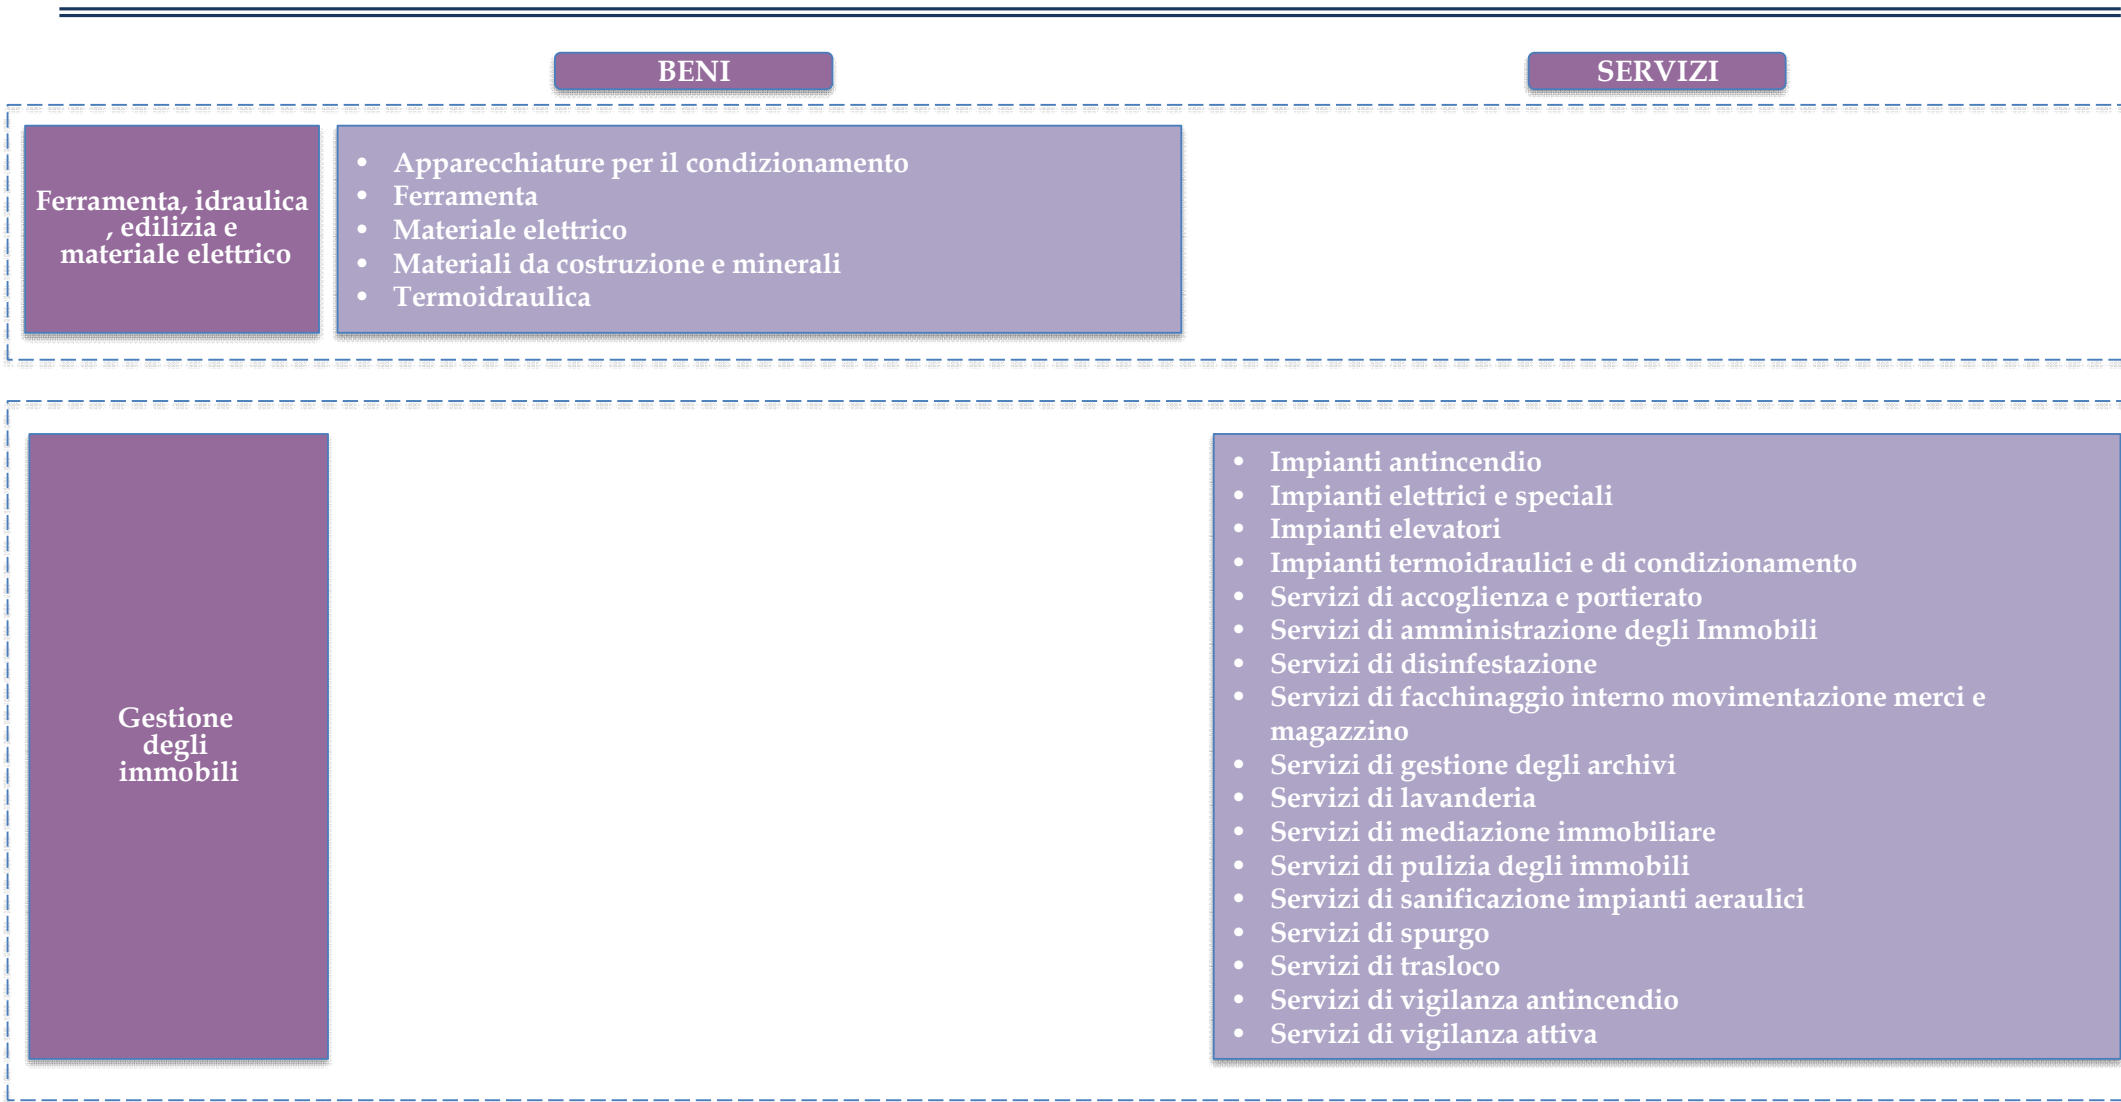 BENI
SERVIZI
Ferramenta, idraulica
, edilizia e
materiale elettrico
• Apparecchiature per il condizionamento
• Ferramenta
• Materiale elettrico
• Materiali da costruzione e minerali
• Termoidraulica
Gestione
degli
immobili
• Impianti antincendio
• Impianti elettrici e speciali
• Impianti elevatori
• Impianti termoidraulici e di condizionamento
• Servizi di accoglienza e portierato
• Servizi di amministrazione degli Immobili
• Servizi di disinfestazione
• Servizi di facchinaggio interno movimentazione merci e
magazzino
• Servizi di gestione degli archivi
• Servizi di lavanderia
• Servizi di mediazione immobiliare
• Servizi di pulizia degli immobili
• Servizi di sanificazione impianti aeraulici
• Servizi di spurgo
• Servizi di trasloco
• Servizi di vigilanza antincendio
• Servizi di vigilanza attiva